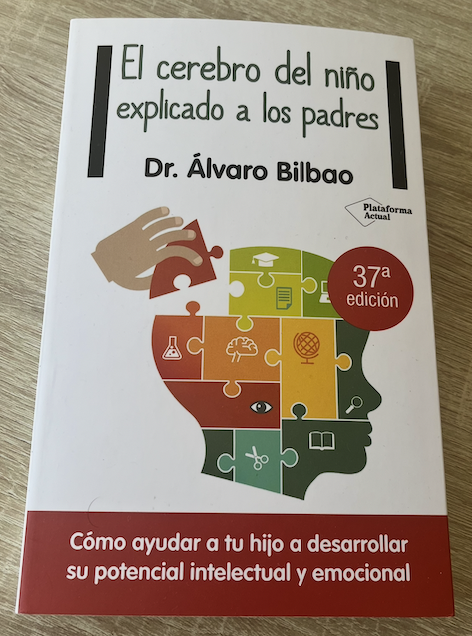 El cerebro del niño
explicado a los padres
Dr. Álvaro Bilbao
Plataforma
Actual
37ª
edición
Cómo ayudar a tu hijo a desarrollar
su potencial intelectual y emocional